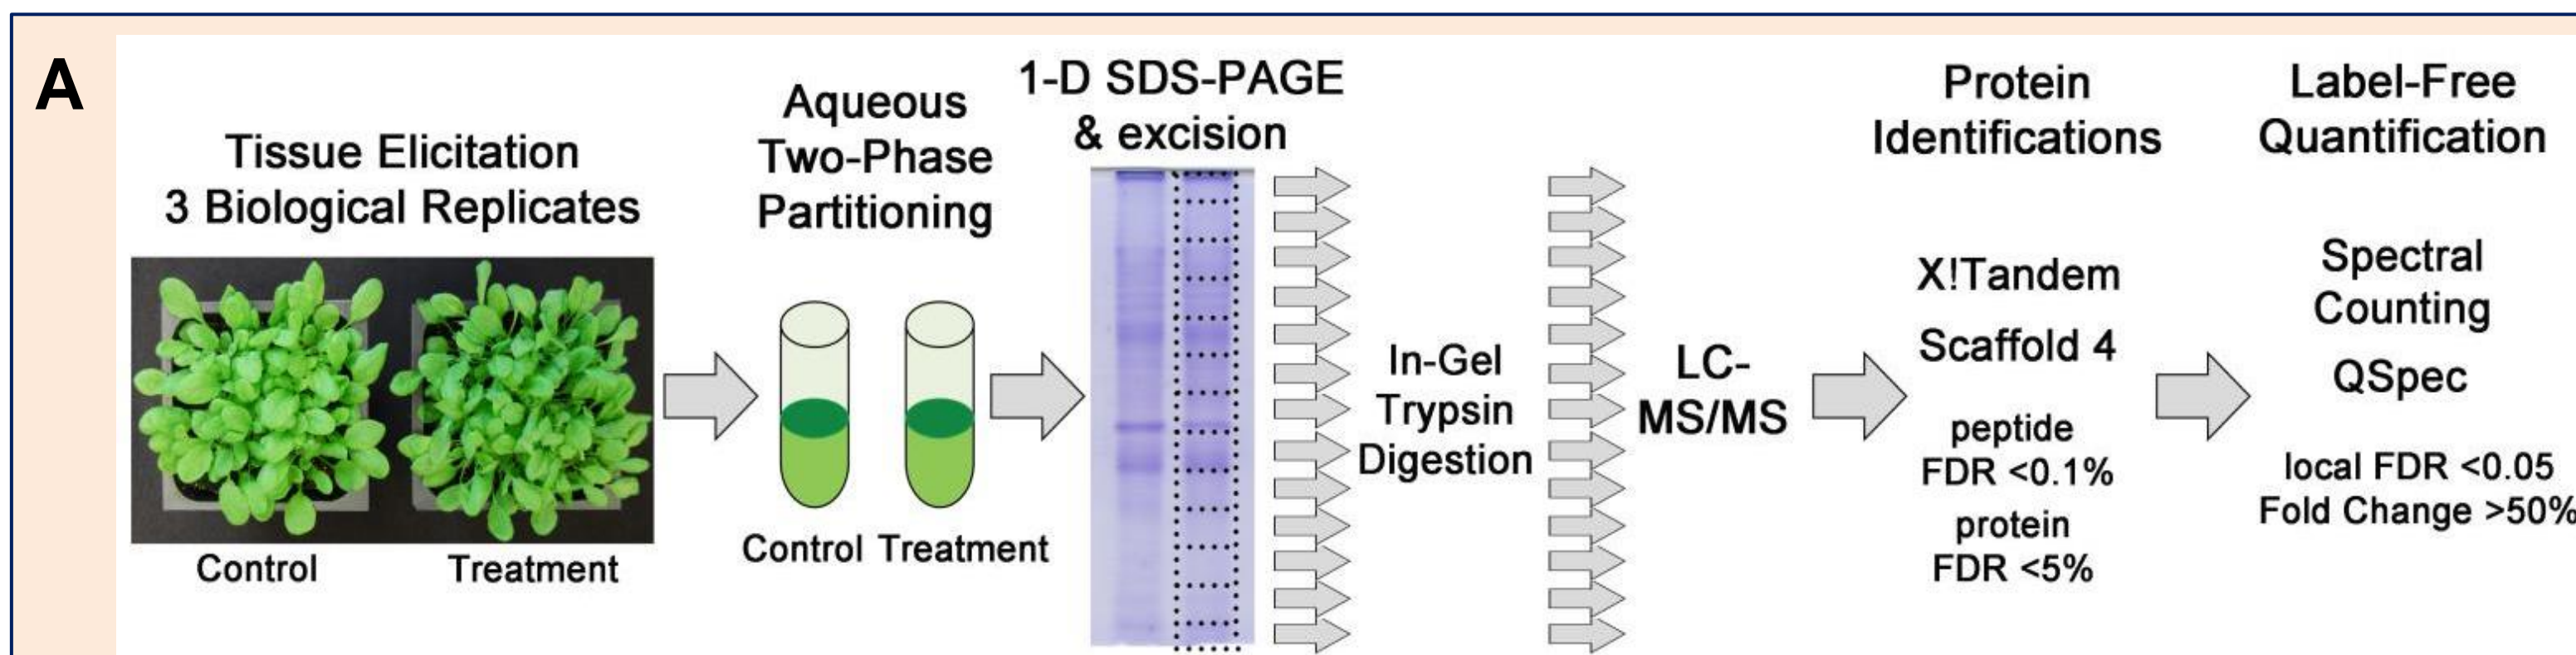 A
Tissue Elicitation
3 Biological Replicates
Control
Treatment
Aqueous
Two-Phase
Partitioning
Control Treatment
1-D SDS-PAGE
& excision
In-Gel
Trypsin
Digestion
LC-
MS/MS
Protein
Identifications
X!Tandem
Scaffold 4
peptide
FDR <0.1%
protein
FDR <5%
Label-Free
Quantification
Spectral
Counting
QSpec
local FDR <0.05
Fold Change >50%